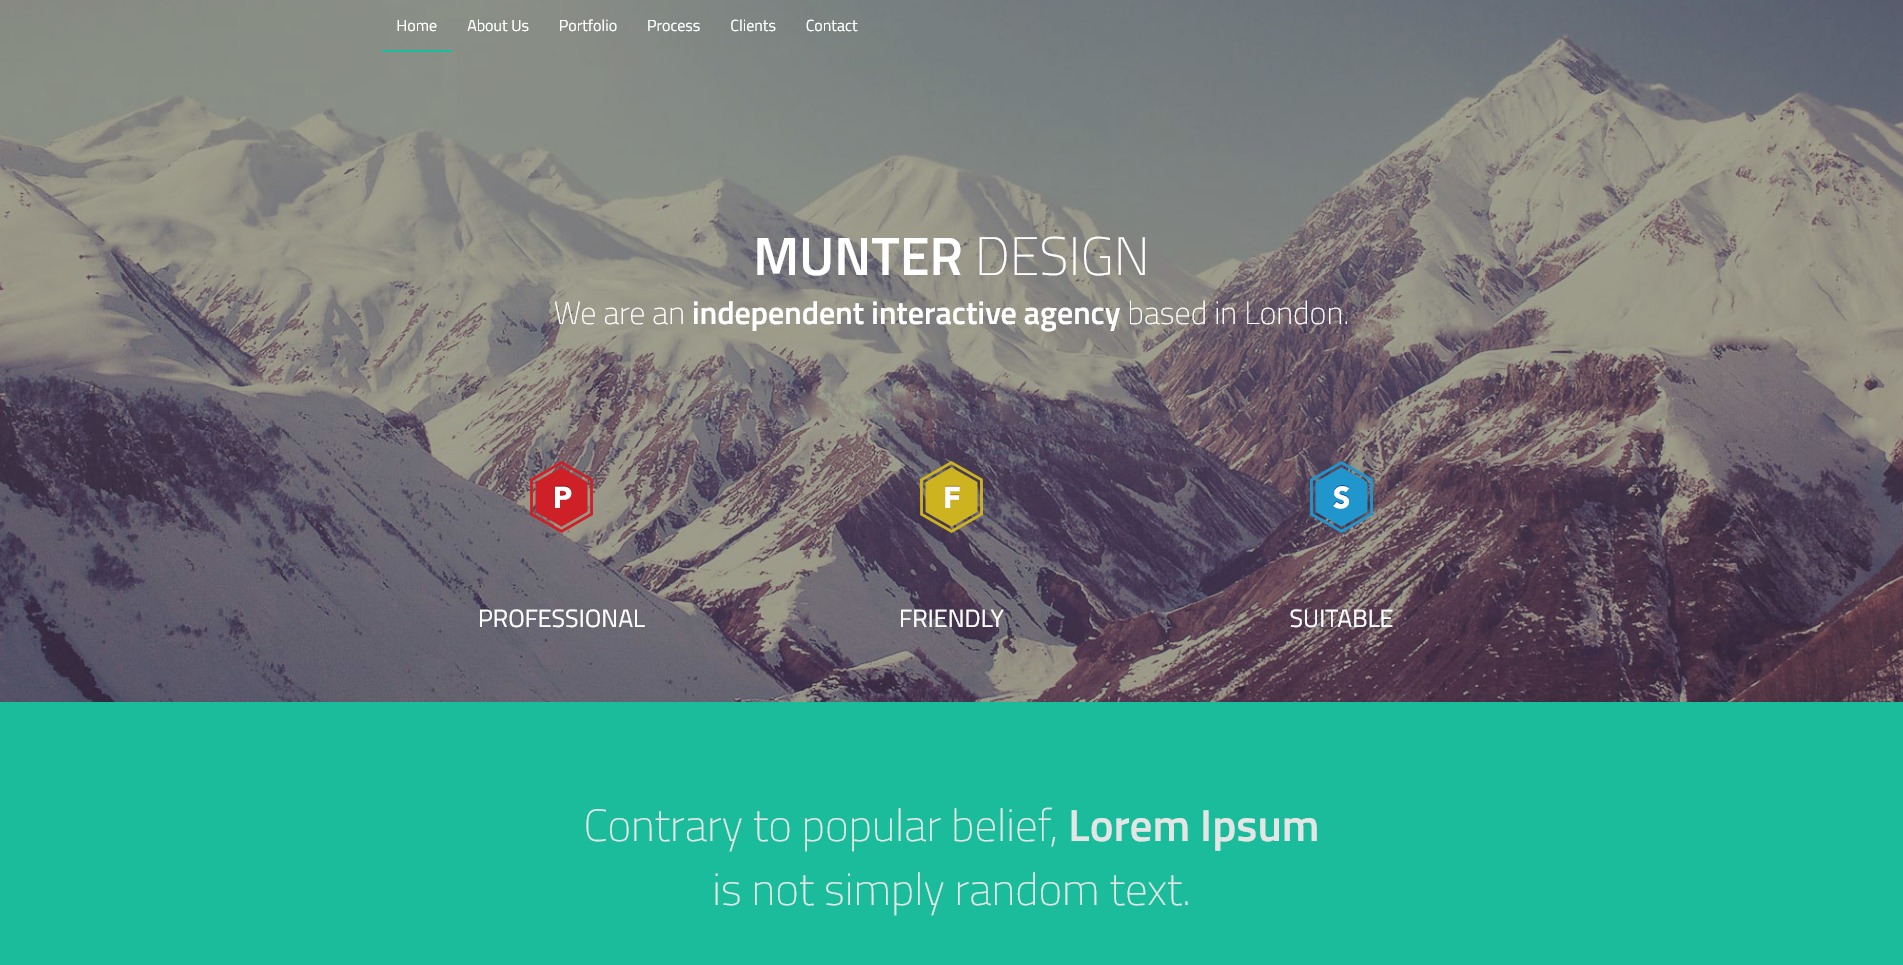 Home About Us Portfolio Process Clients Contact
MUNTER DESIGN
We are an independent interactive agency based in London.
P F S
PROFESSIONAL FRIENDLY SUITABLE
Contrary to popular belief, Lorem Ipsum
is not simply random text.